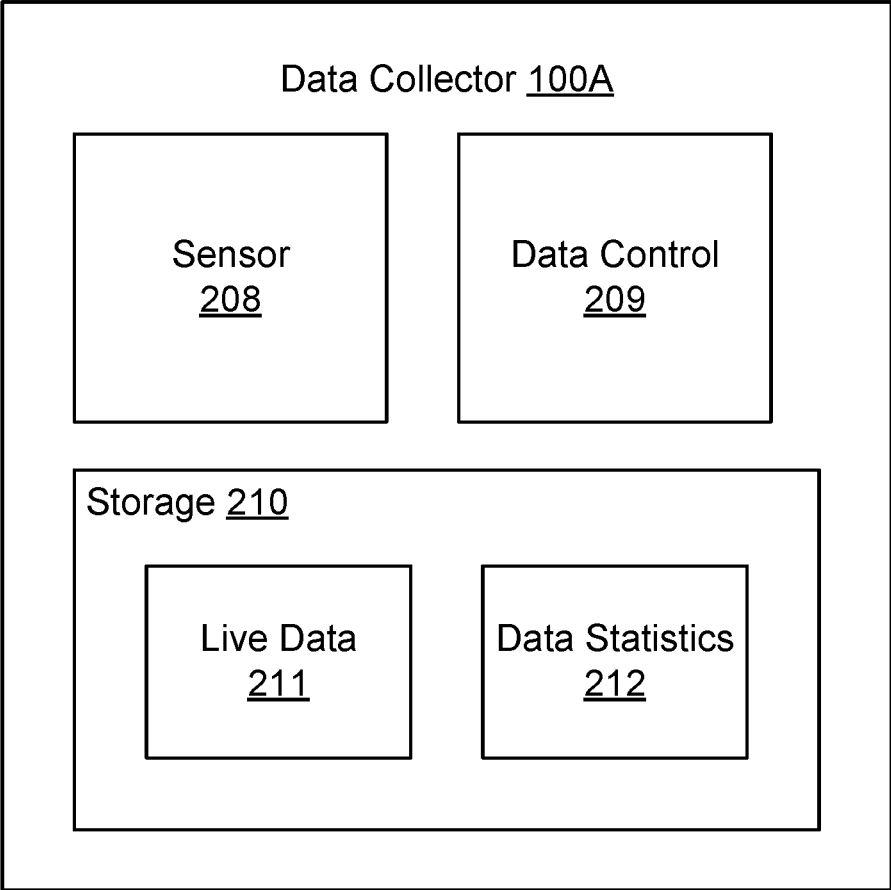 Data Collector 100A
Sensor
208
Data Control
209
Storage 210
Live Data
211
Data Statistics
212